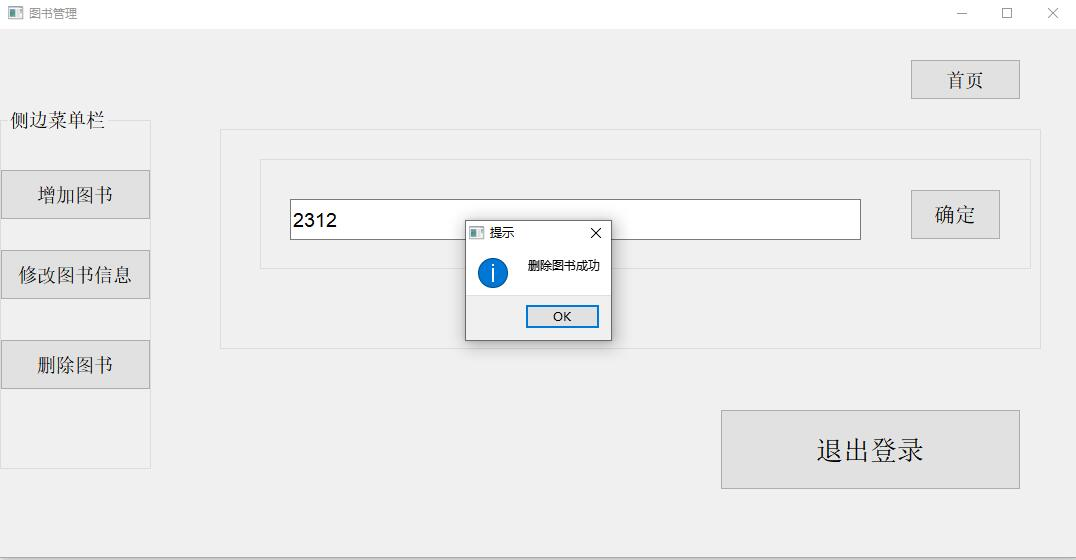 图书管理
首页
侧边菜单栏
增加图书
修改图书信息
删除图书
2312
确定
提示
删除图书成功
OK
退出登录